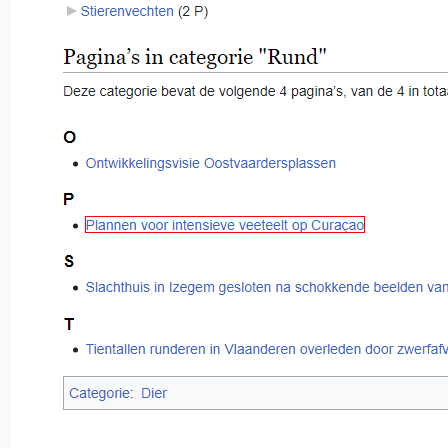 Stierenvechten (2 P)
Pagina's in categorie "Rund"
Deze categorie bevat de volgende 4 pagina's, van de 4 in
O
Ontwikkelingsvisie Oostvaardersplassen
P
Plannen voor intensieve veeteelt op Curaçao
S
Slachthuis in Izegem gesloten na schokkende beelden van
T
Tientallen runderen in Vlaanderen overleden door
Categorie: Dier